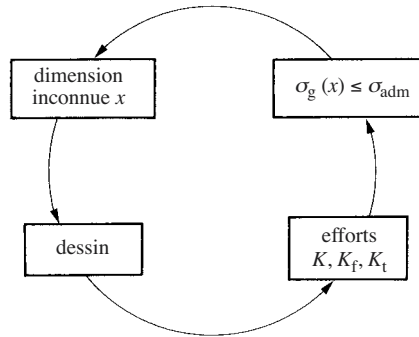 dimension
inconnue x
σg (x) ≤ σadm
dessin
efforts
K, Kf, Kt